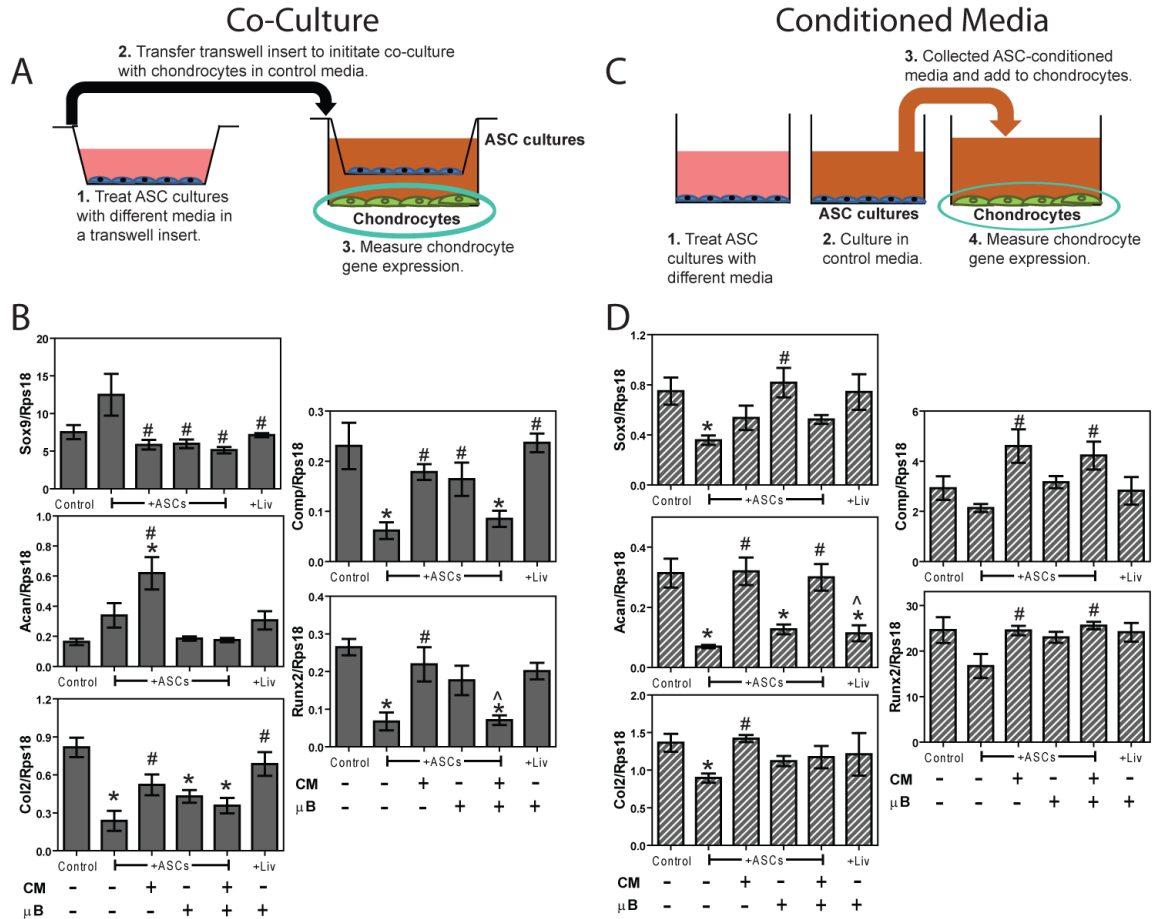 Co-Culture
A
2. Transfer transwell insert to inititate co-culture
with chondrocytes in control media.
ASC cultures
1. Treat ASC cultures
with different media in
a transwell insert.
Chondrocytes
3. Measure chondrocyte
gene expression.
B
Sox9/Rps18
20
15
10
5
0
Control
+ASCs
+Liv
Acan/Rps18
1.0
0.8
0.6
0.4
0.2
0.0
Control
+ASCs
+Liv
Col2/Rps18
0.9
0.6
0.3
0.0
Control
+ASCs
+Liv
CM - - + - + -
μB - - - + + +
Comp/Rps18
0.3
0.2
0.1
0.0
Control
+ASCs
+Liv
Runx2/Rps18
0.4
0.3
0.2
0.1
0.0
Control
+ASCs
+Liv
CM - - + - + -
μB - - - + + +
# # # #
# *
* # * * #
* # # * #
* # ^ *
Conditioned Media
C
3. Collected ASC-conditioned
media and add to chondrocytes.
ASC cultures
Chondrocytes
1. Treat ASC
cultures with
different media
2. Culture in
control media.
4. Measure chondrocyte
gene expression.
D
Sox9/Rps18
1.2
0.8
0.4
0.0
Control
+ASCs
+Liv
Acan/Rps18
0.4
0.2
0.0
Control
+ASCs
+Liv
Col2/Rps18
2.0
1.5
1.0
0.5
0.0
Control
+ASCs
+Liv
CM - - + - + -
μB - - - + + +
Comp/Rps18
6
4
2
0
Control
+ASCs
+Liv
Runx2/Rps18
30
20
10
0
Control
+ASCs
+Liv
CM - - + - + -
μB - - - + + +
* #
* # * # ^ *
* #
# #
# #